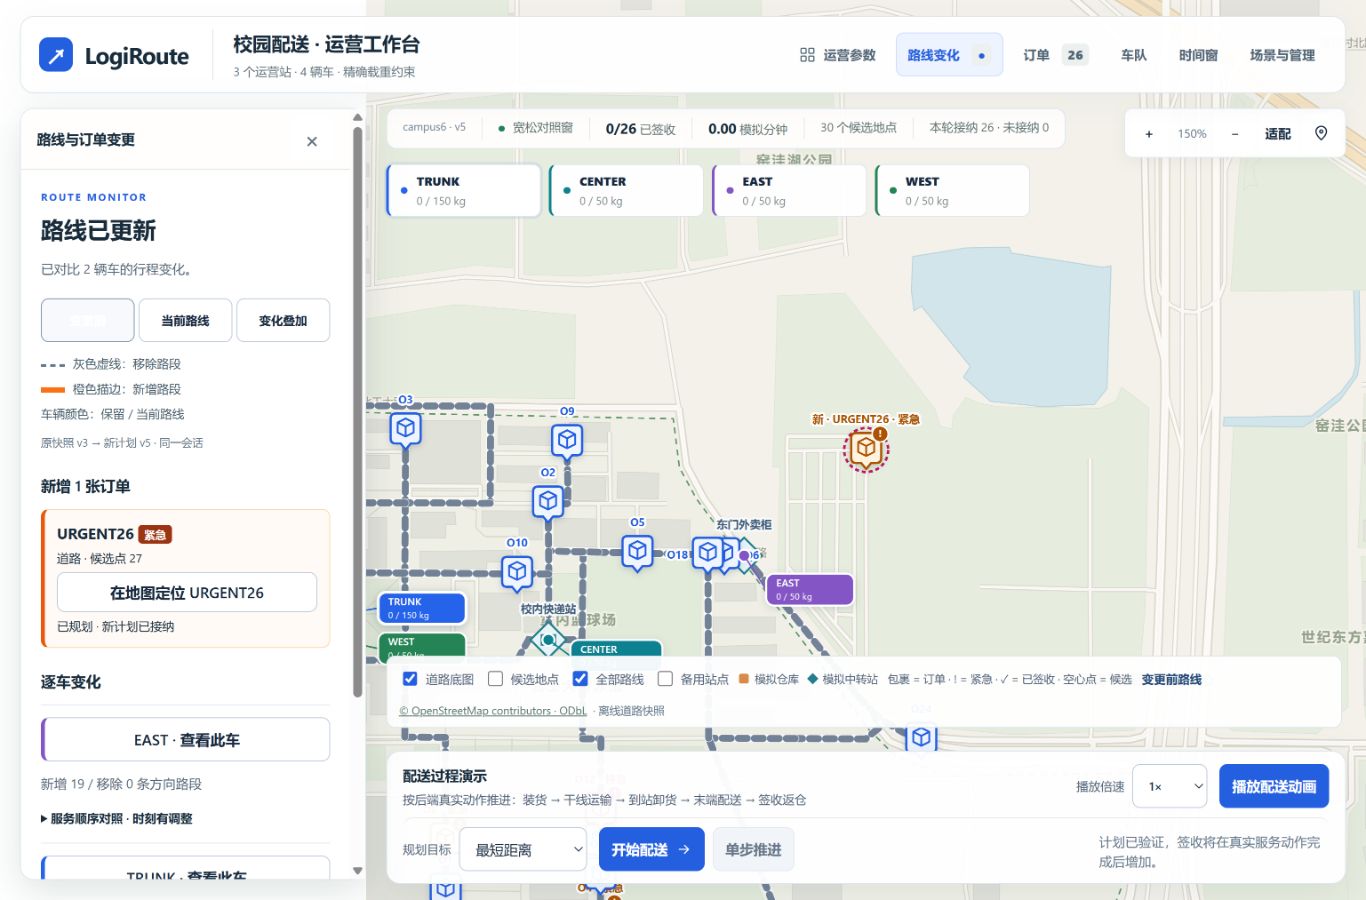 LogiRoute
校园配送 · 运营工作台
3 个运营站 · 4 辆车 · 精确载重约束
运营参数
路线变化
订单 26
车队
时间窗
场景与管理
路线与订单变更
×
ROUTE MONITOR
路线已更新
已对比 2 辆车的行程变化。
当前路线
变化叠加
灰色虚线：移除路段
橙色描边：新增路段
车辆颜色：保留 / 当前路线
原快照 v3 → 新计划 v5 · 同一会话
新增 1 张订单
URGENT26 紧急
道路 · 候选点 27
在地图定位 URGENT26
已规划 · 新计划已接纳
逐车变化
EAST · 查看此车
新增 19 / 移除 0 条方向路段
服务顺序对照 · 时刻有调整
TRUNK · 查看此车
campus6 · v5
宽松对照窗
0/26 已签收
0.00 模拟分钟
30 个候选地点
本轮接纳 26 · 未接纳 0
+ 150% − 适配
TRUNK
0 / 150 kg
CENTER
0 / 50 kg
EAST
0 / 50 kg
WEST
0 / 50 kg
窑洼湖公园
O3
O9
新 · URGENT26 · 紧急
O2
O5
东门外卖柜
O10
O18
EAST
0 / 50 kg
TRUNK
0 / 150 kg
校内快递站
WEST
0 / 50 kg
CENTER
世纪东方
道路底图
候选地点
全部路线
备用站点
模拟仓库
模拟中转站
包裹 = 订单 · ! = 紧急 · ✓ = 已签收 · 空心点 = 候选
变更前路线
© OpenStreetMap contributors · ODbL · 离线道路快照
O24
配送过程演示
按后端真实动作推进：装货 → 干线运输 → 到站卸货 → 末端配送 → 签收返仓
播放倍速
1×
播放配送动画
规划目标
最短距离
开始配送 →
单步推进
计划已验证，签收将在真实服务动作完
成后增加。